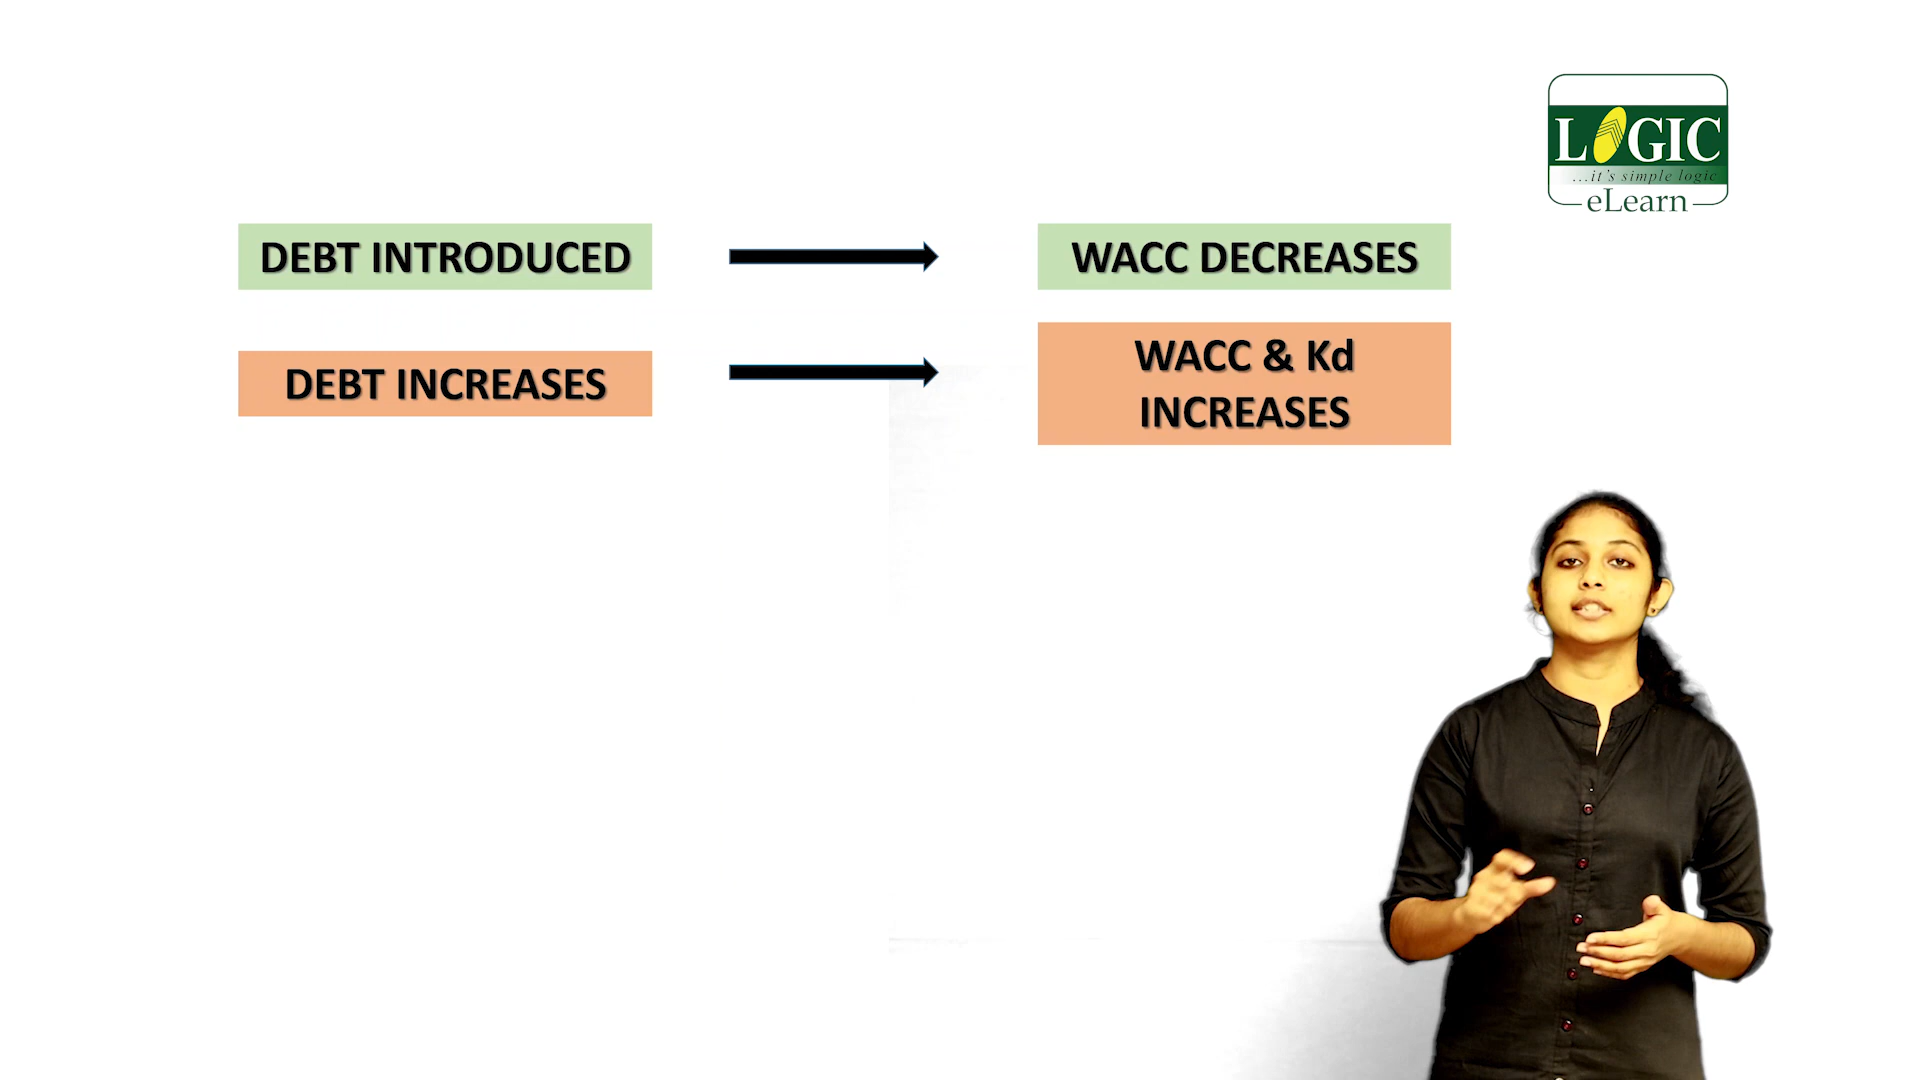 LOGIC
...it's simple logic
eLearn
DEBT INTRODUCED
WACC DECREASES
DEBT INCREASES
WACC & Kd
INCREASES